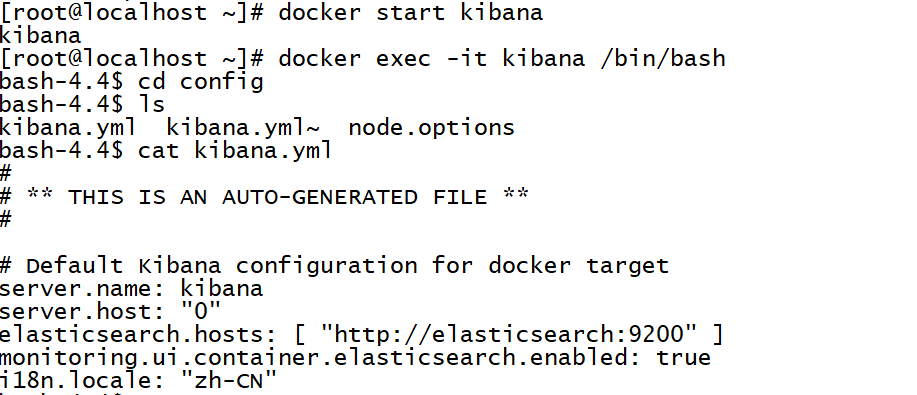 [root@localhost ~]# docker start kibana
kibana
[root@localhost ~]# docker exec -it kibana /bin/bash
bash-4.4$ cd config
bash-4.4$ ls
kibana.yml  kibana.yml~  node.options
bash-4.4$ cat kibana.yml
#
# ** THIS IS AN AUTO-GENERATED FILE **
#
# Default Kibana configuration for docker target
server.name: kibana
server.host: "0"
elasticsearch.hosts: [ "http://elasticsearch:9200" ]
monitoring.ui.container.elasticsearch.enabled: true
i18n.locale: "zh-CN"